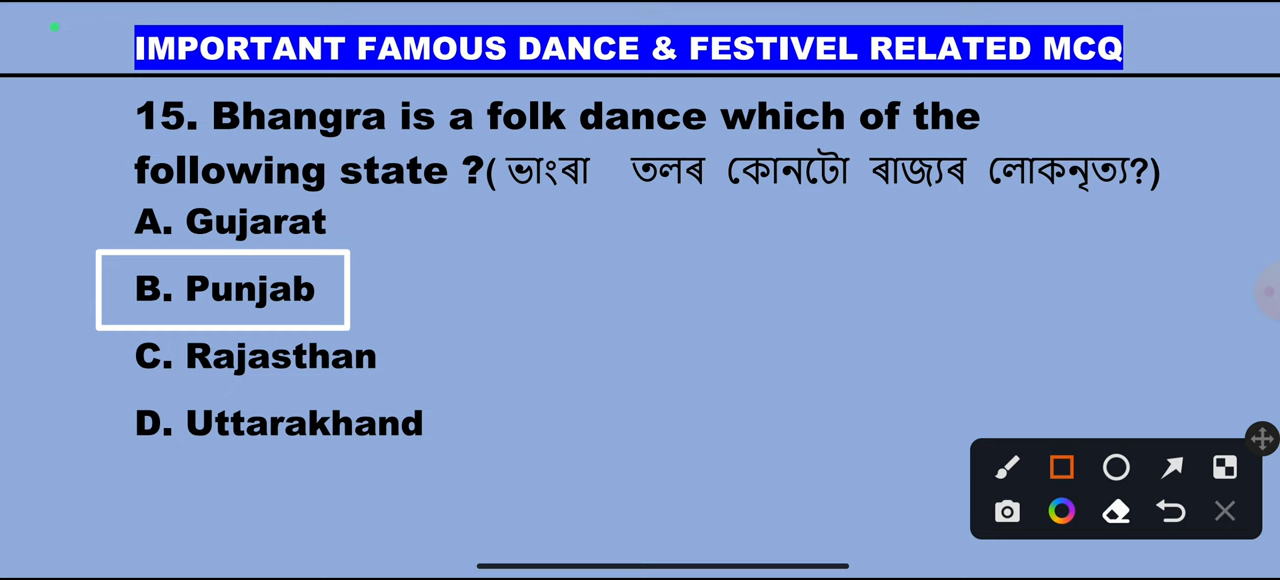 IMPORTANT FAMOUS DANCE & FESTIVEL RELATED MCQ
15. Bhangra is a folk dance which of the
following state ?( ভাংৰা তলৰ কোনটো ৰাজ্যৰ লোকনৃত্য?)
A. Gujarat
B. Punjab
C. Rajasthan
D. Uttarakhand